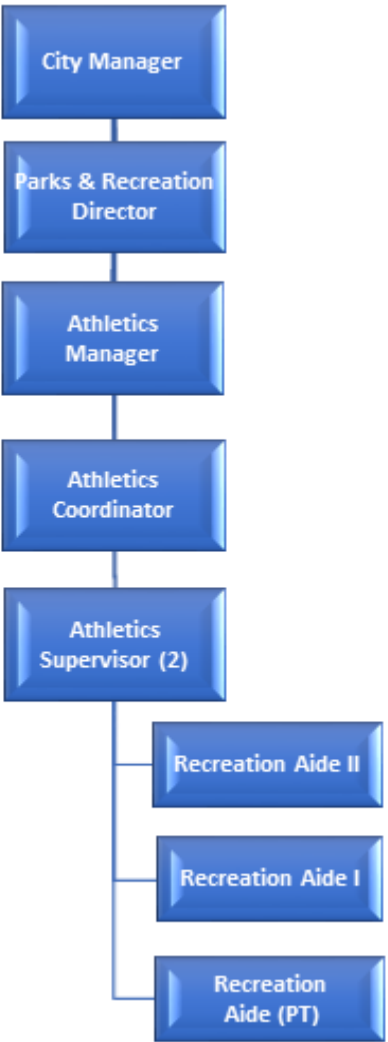 City Manager
Parks & Recreation
Director
Athletics
Manager
Athletics
Coordinator
Athletics
Supervisor (2)
Recreation Aide II
Recreation Aide I
Recreation
Aide (PT)